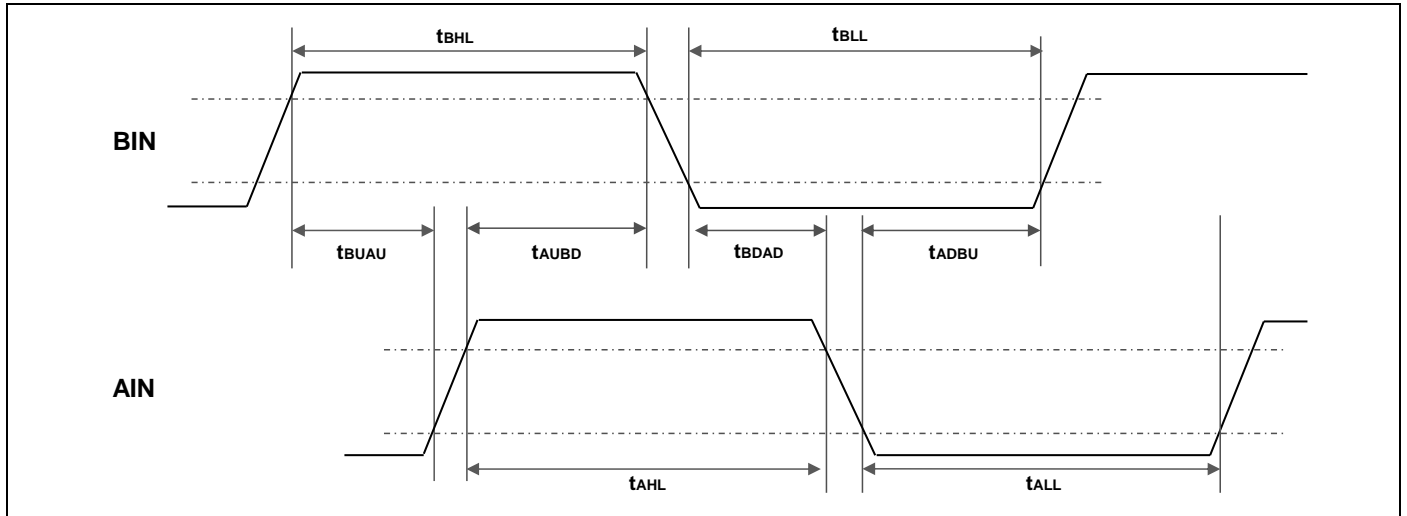 tBHL
tBLL
BIN
tBUAU
tAUBD
tBDAD
tADBU
AIN
tAHL
tALL